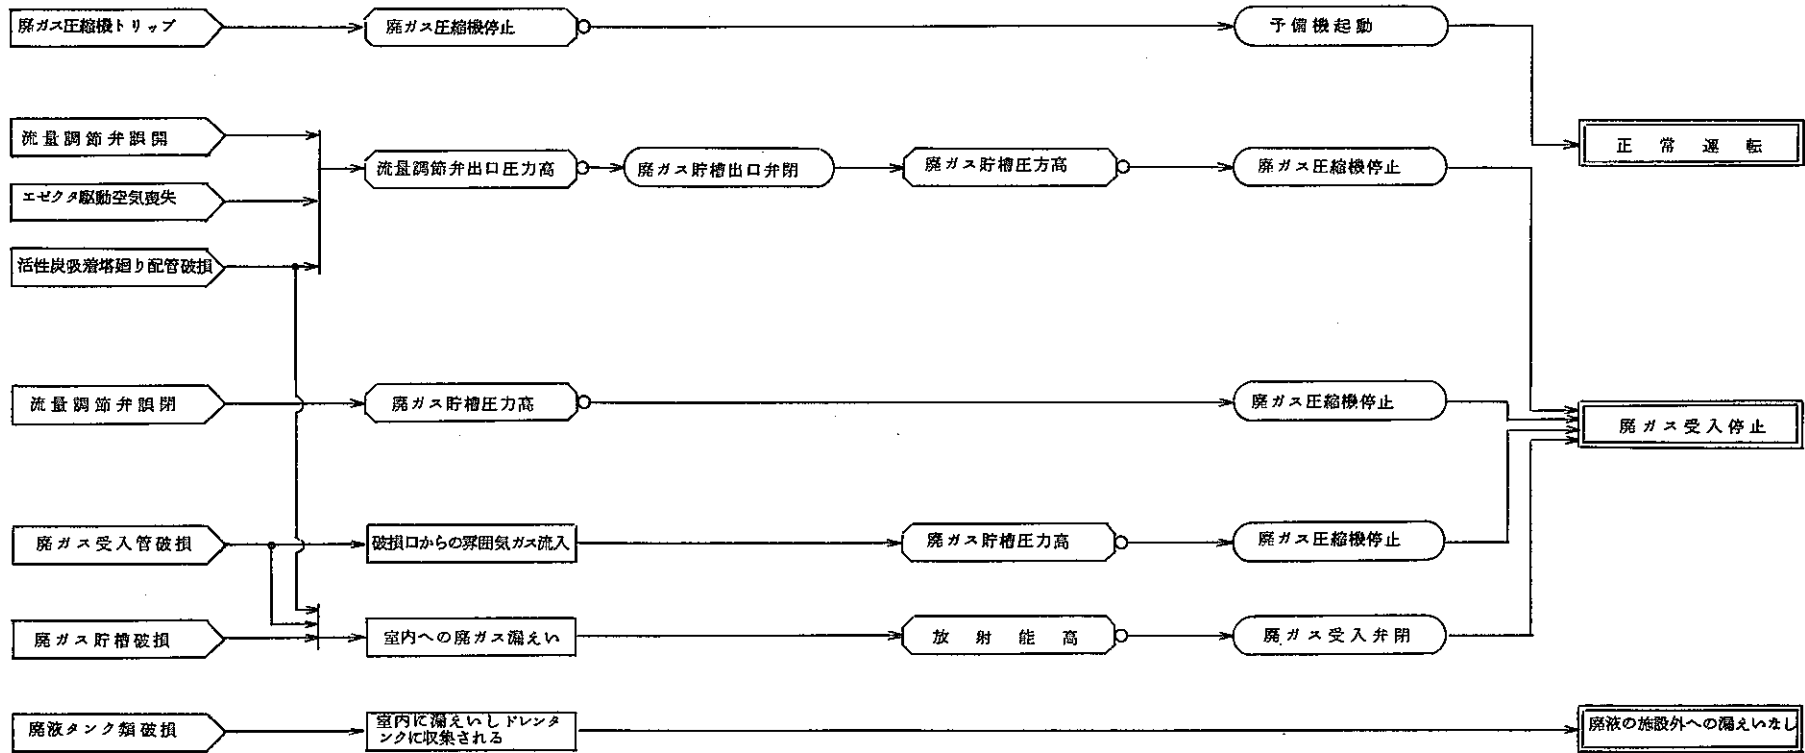 廃ガス圧縮機トリップ
廃ガス圧縮機停止
予備機起動
流量調節弁誤開
正常運転
流量調節弁出口圧力高
廃ガス貯槽出口弁閉
廃ガス貯槽圧力高
廃ガス圧縮機停止
エゼクタ駆動空気喪失
活性炭吸着塔廻り配管破損
流量調節弁誤閉
廃ガス貯槽圧力高
廃ガス圧縮機停止
廃ガス受入停止
廃ガス受入管破損
破損口からの雰囲気ガス流入
廃ガス貯槽圧力高
廃ガス圧縮機停止
廃ガス貯槽破損
室内への廃ガス漏えい
放射能高
廃ガス受入弁閉
廃液タンク類破損
室内に漏えいしドレンタ
ンクに収集される
廃液の施設外への漏えいなし